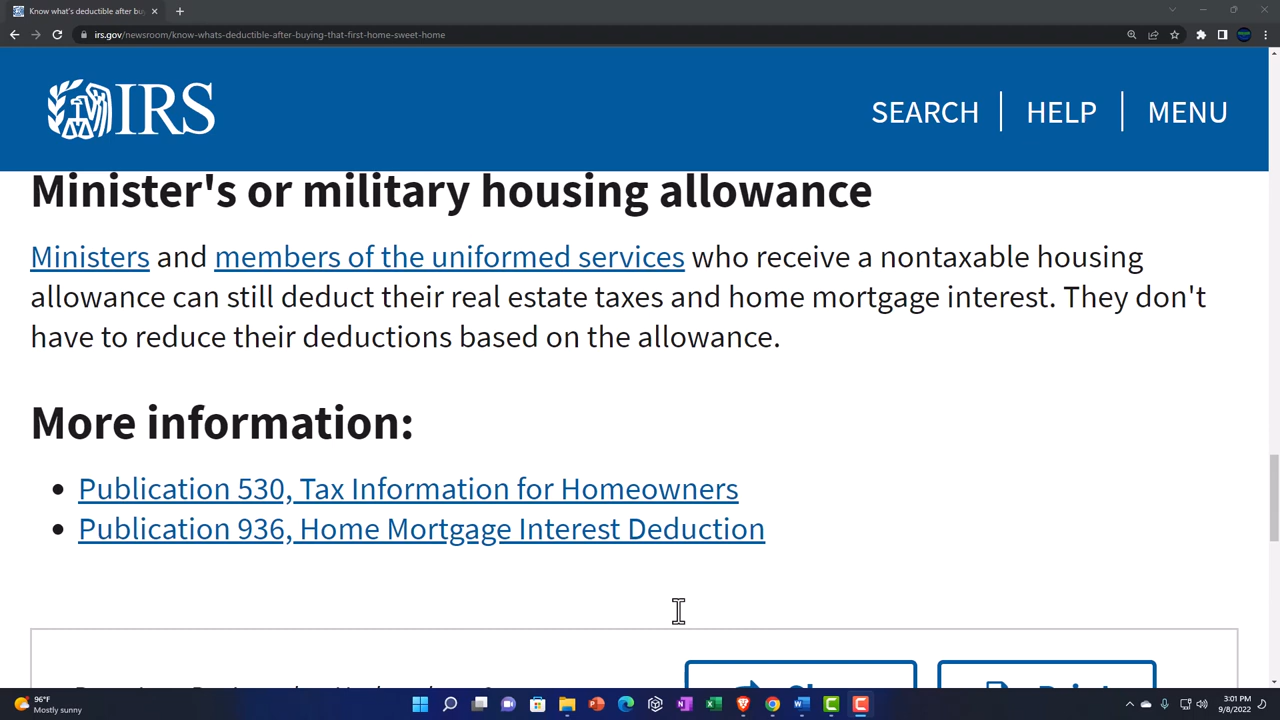 Know what's deductible after bu
irs.gov/newsroom/know-whats-deductible-after-buying-that-first-home-sweet-home
IRS
SEARCH
HELP
MENU
Minister's or military housing allowance
Ministers and members of the uniformed services who receive a nontaxable housing
allowance can still deduct their real estate taxes and home mortgage interest. They don't
have to reduce their deductions based on the allowance.
More information:
Publication 530, Tax Information for Homeowners
Publication 936, Home Mortgage Interest Deduction
96°F
Mostly sunny
3:01 PM
9/8/2022